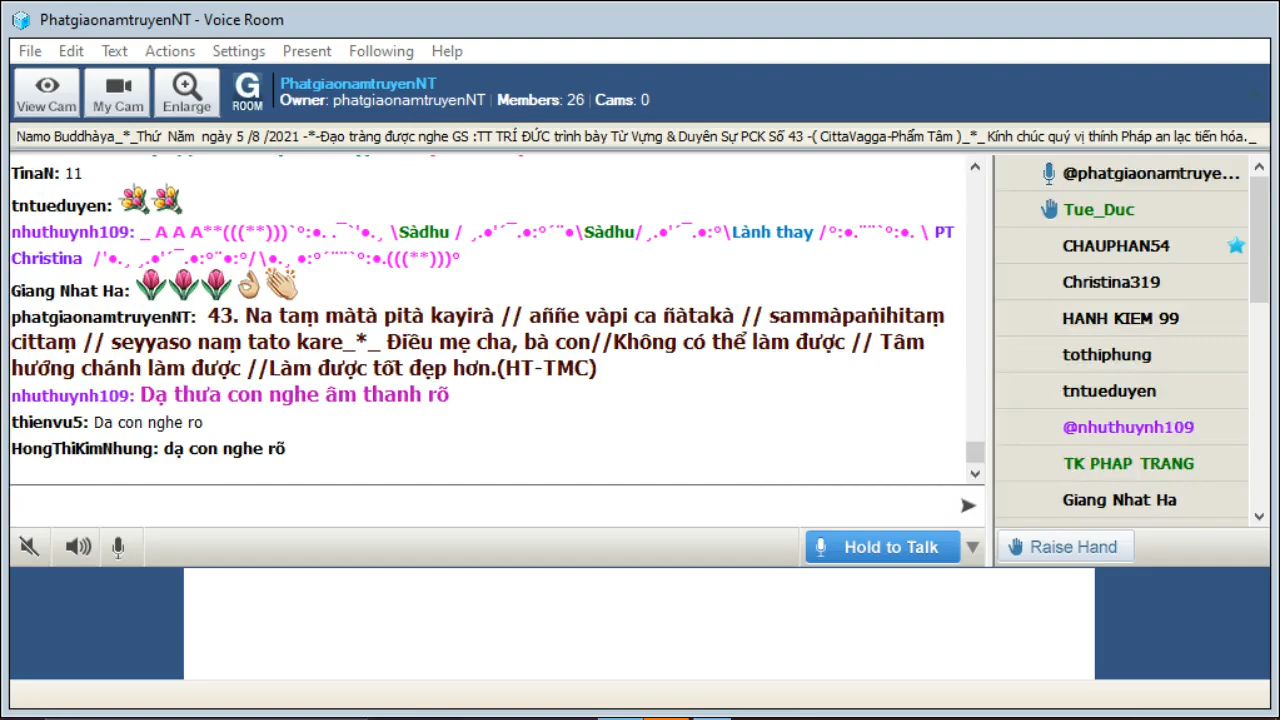 PhatgiaonamtruyenNT - Voice Room
File Edit Text Actions Settings Present Following Help
View Cam My Cam Enlarge G ROOM
PhatgiaonamtruyenNT
Owner: phatgiaonamtruyenNT | Members: 26 | Cams: 0
Namo Buddhàya_*_Thứ Năm ngày 5 /8 /2021 -*-Đạo tràng được nghe GS :TT TRÍ ĐỨC trình bày Từ Vựng & Duyên Sự PCK Số 43 -( CittaVagga-Phẩm Tâm )_*_Kính chúc quý vị thính Pháp an lạc tiến hóa._
TinaN: 11
tntueduyen:
nhuthuynh109: _ A A A**(((**)))`°:•. .¯`'•.¸ \Sàdhu / ¸.•'´¯.•:°´¨•\Sàdhu/¸.•'´¯.•:°\Lành thay /°:•.¨¨`°:•. \ PT
Christina /'•.¸ ¸.•'´¯.•:°¨•:°/\•.¸ •:°´¨¨`°:•.(((**)))°
Giang Nhat Ha:
phatgiaonamtruyenNT: 43. Na taṃ màtà pità kayirà // aññe vàpi ca ñàtakà // sammàpaṅihitaṃ
cittaṃ // seyyaso naṃ tato kare_*_ Điều mẹ cha, bà con//Không có thể làm được // Tâm
hưởng chánh làm được //Làm được tốt đẹp hơn.(HT-TMC)
nhuthuynh109: Dạ thưa con nghe âm thanh rõ
thienvu5: Da con nghe ro
HongThiKimNhung: dạ con nghe rõ
@phatgiaonamtruye...
Tue_Duc
CHAUPHAN54
Christina319
HANH KIEM 99
tothiphung
tntueduyen
@nhuthuynh109
TK PHAP TRANG
Giang Nhat Ha
Hold to Talk
Raise Hand